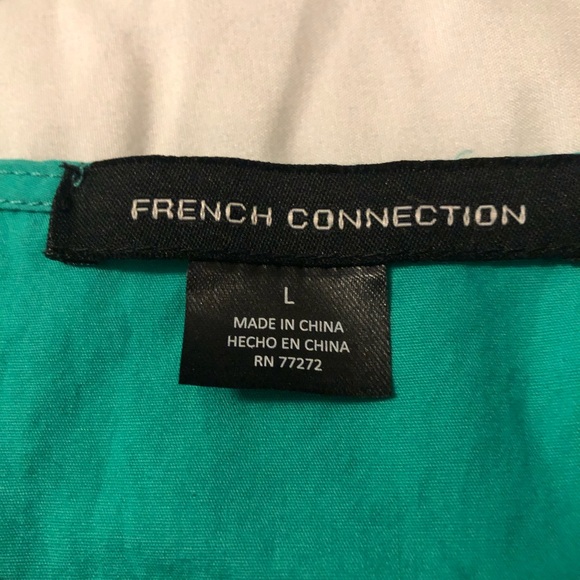 FRENCH CONNECTION
L
MADE IN CHINA
HECHO EN CHINA
RN 77272